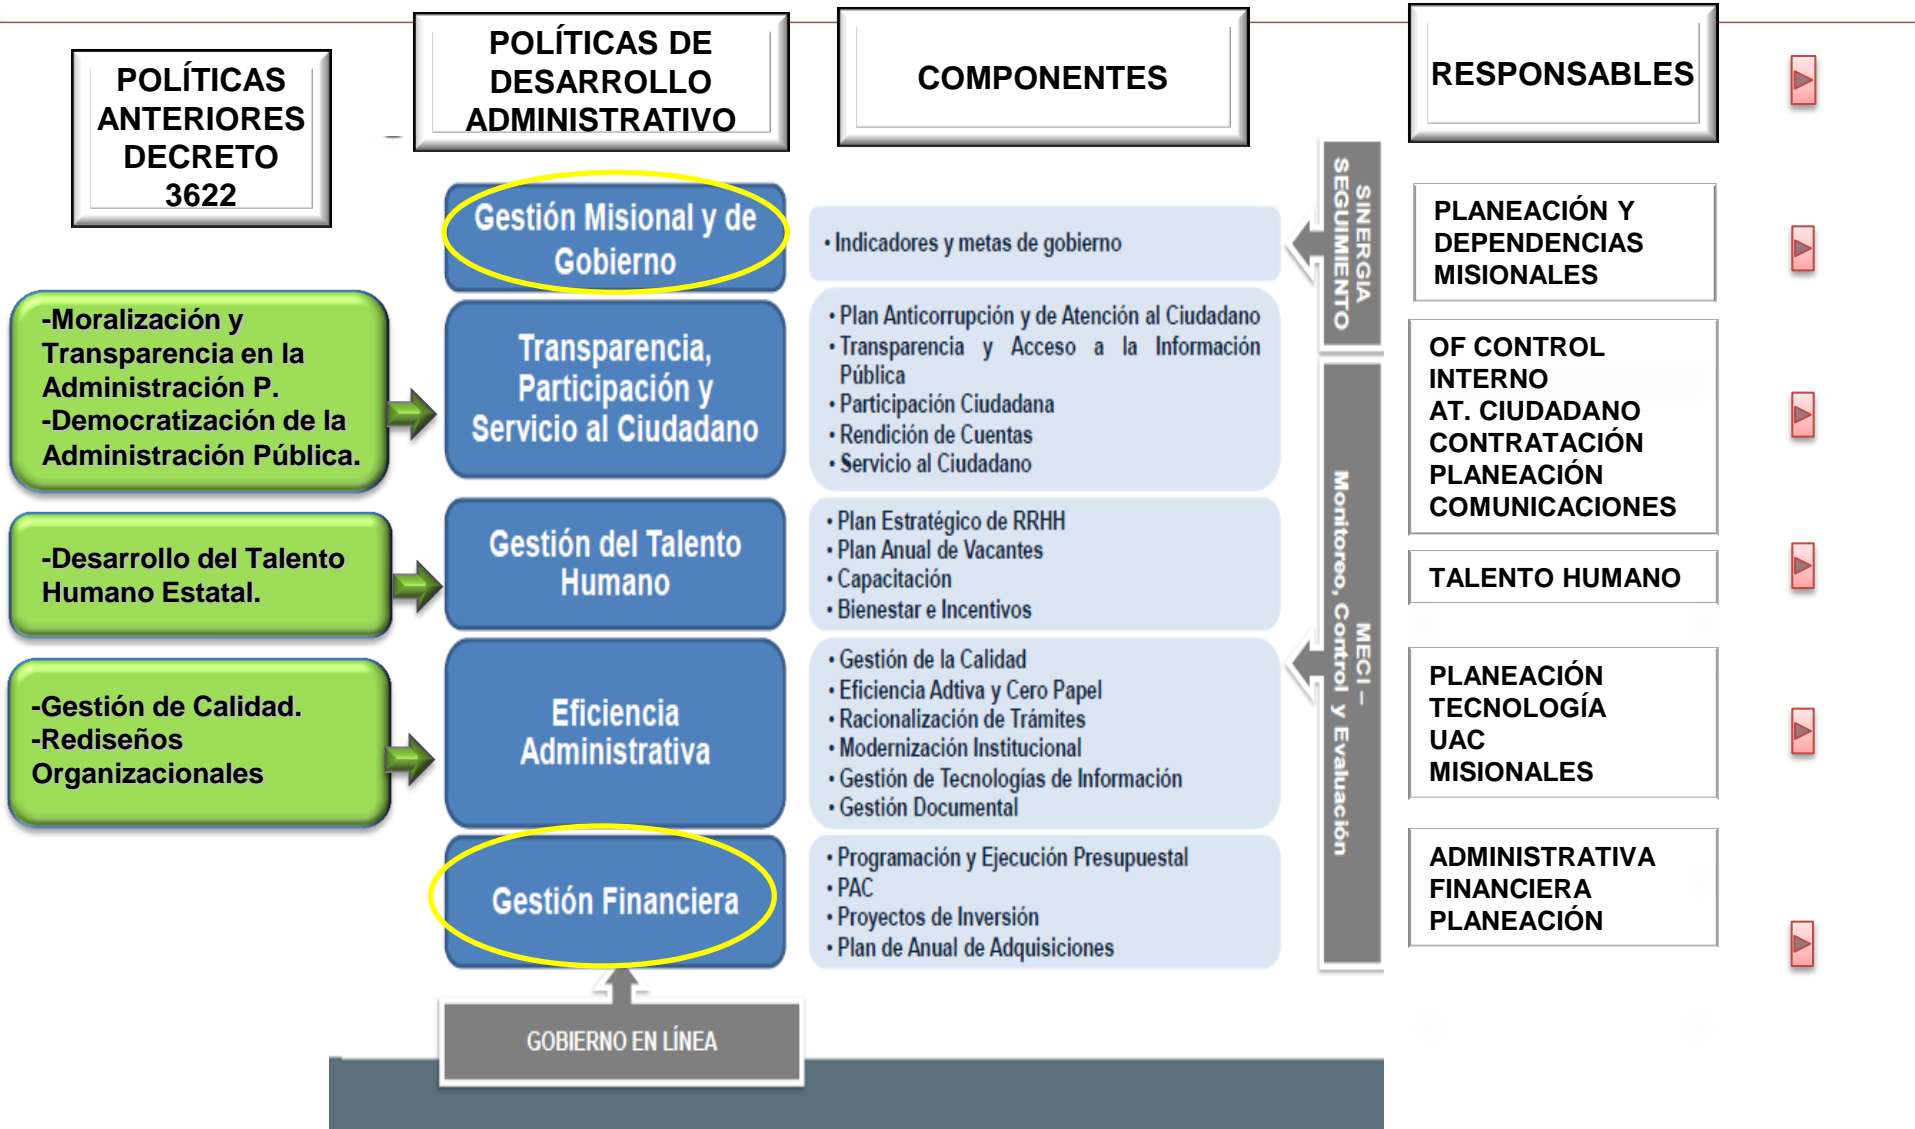 POLÍTICAS
ANTERIORES
DECRETO
3622
POLÍTICAS DE
DESARROLLO
ADMINISTRATIVO
COMPONENTES
RESPONSABLES
Gestión Misional y de
Gobierno
• Indicadores y metas de gobierno
SINERGIA
SEGUIMIENTO
PLANEACIÓN Y
DEPENDENCIAS
MISIONALES
-Moralización y
Transparencia en la
Administración P.
-Democratización de la
Administración Pública.
Transparencia,
Participación y
Servicio al Ciudadano
• Plan Anticorrupción y de Atención al Ciudadano
• Transparencia y Acceso a la Información
Pública
• Participación Ciudadana
• Rendición de Cuentas
• Servicio al Ciudadano
OF CONTROL
INTERNO
AT. CIUDADANO
CONTRATACIÓN
PLANEACIÓN
COMUNICACIONES
-Desarrollo del Talento
Humano Estatal.
Gestión del Talento
Humano
• Plan Estratégico de RRHH
• Plan Anual de Vacantes
• Capacitación
• Bienestar e Incentivos
MECI –
Monitoreo, Control y Evaluación
TALENTO HUMANO
-Gestión de Calidad.
-Rediseños
Organizacionales
Eficiencia
Administrativa
• Gestión de la Calidad
• Eficiencia Adtiva y Cero Papel
• Racionalización de Trámites
• Modernización Institucional
• Gestión de Tecnologías de Información
• Gestión Documental
PLANEACIÓN
TECNOLOGÍA
UAC
MISIONALES
Gestión Financiera
• Programación y Ejecución Presupuestal
• PAC
• Proyectos de Inversión
• Plan de Anual de Adquisiciones
ADMINISTRATIVA
FINANCIERA
PLANEACIÓN
GOBIERNO EN LÍNEA